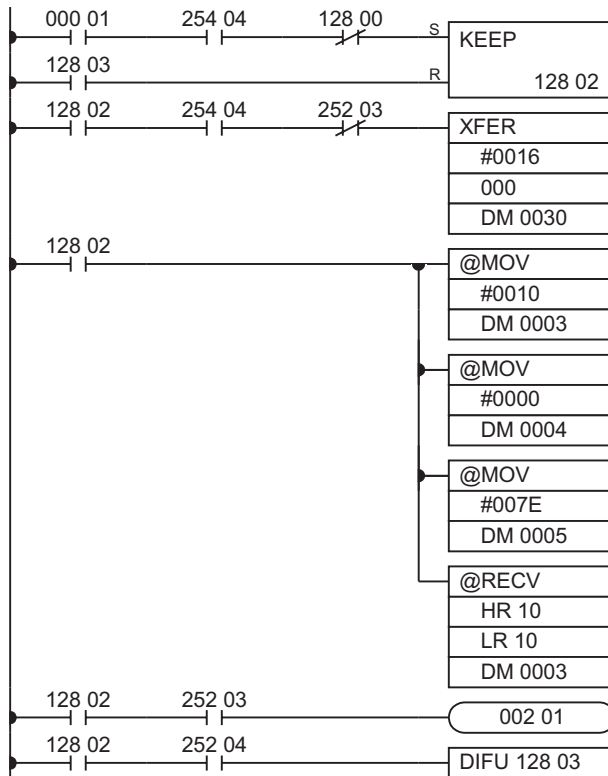 000 01 254 04 128 00
S KEEP
128 03
R 128 02
128 02 254 04 252 03
XFER
#0016
000
DM 0030
128 02
@MOV
#0010
DM 0003
@MOV
#0000
DM 0004
@MOV
#007E
DM 0005
@RECV
HR 10
LR 10
DM 0003
128 02 252 03
002 01
128 02 252 04
DIFU 128 03